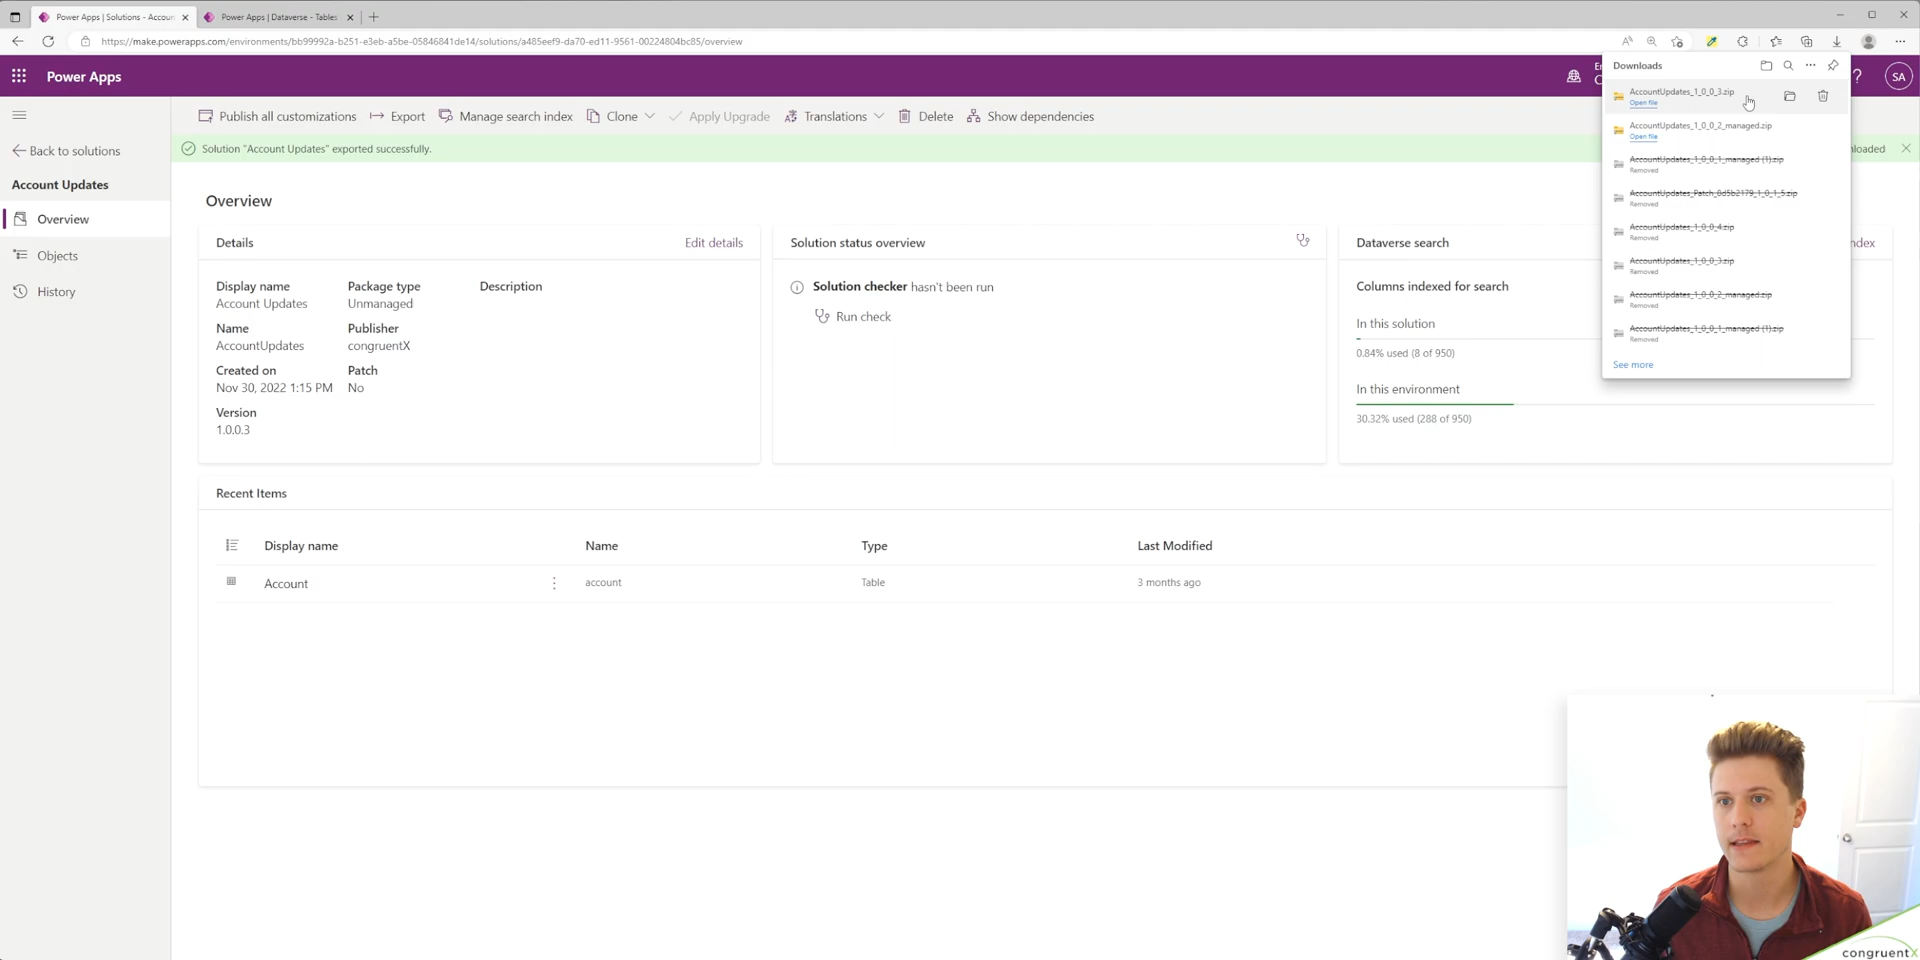 Power Apps | Solutions - Accoun
Power Apps | Dataverse - Tables
https://make.powerapps.com/environments/bb99992a-b251-e3eb-a5be-05846841de14/solutions/a485eef9-da70-ed11-9561-00224804bc85/overview
Power Apps
SA
Downloads
AccountUpdates_1_0_0_3.zip
Open file
AccountUpdates_1_0_0_2_managed.zip
Open file
AccountUpdates_1_0_0_1_managed (1).zip
Removed
AccountUpdates_Patch_8d5b2179_1_0_1_5.zip
Removed
AccountUpdates_1_0_0_4.zip
Removed
AccountUpdates_1_0_0_3.zip
Removed
AccountUpdates_1_0_0_2_managed.zip
Removed
AccountUpdates_1_0_0_1_managed (1).zip
Removed
See more
Publish all customizations
Export
Manage search index
Clone
Apply Upgrade
Translations
Delete
Show dependencies
Solution "Account Updates" exported successfully.
nloaded
Back to solutions
Account Updates
Overview
Objects
History
Overview
Details
Edit details
Display name
Account Updates
Package type
Unmanaged
Description
Name
AccountUpdates
Publisher
congruentX
Created on
Nov 30, 2022 1:15 PM
Patch
No
Version
1.0.0.3
Solution status overview
Solution checker hasn't been run
Run check
Dataverse search
ndex
Columns indexed for search
In this solution
0.84% used (8 of 950)
In this environment
30.32% used (288 of 950)
Recent Items
Display name
Name
Type
Last Modified
Account
account
Table
3 months ago
congruentX